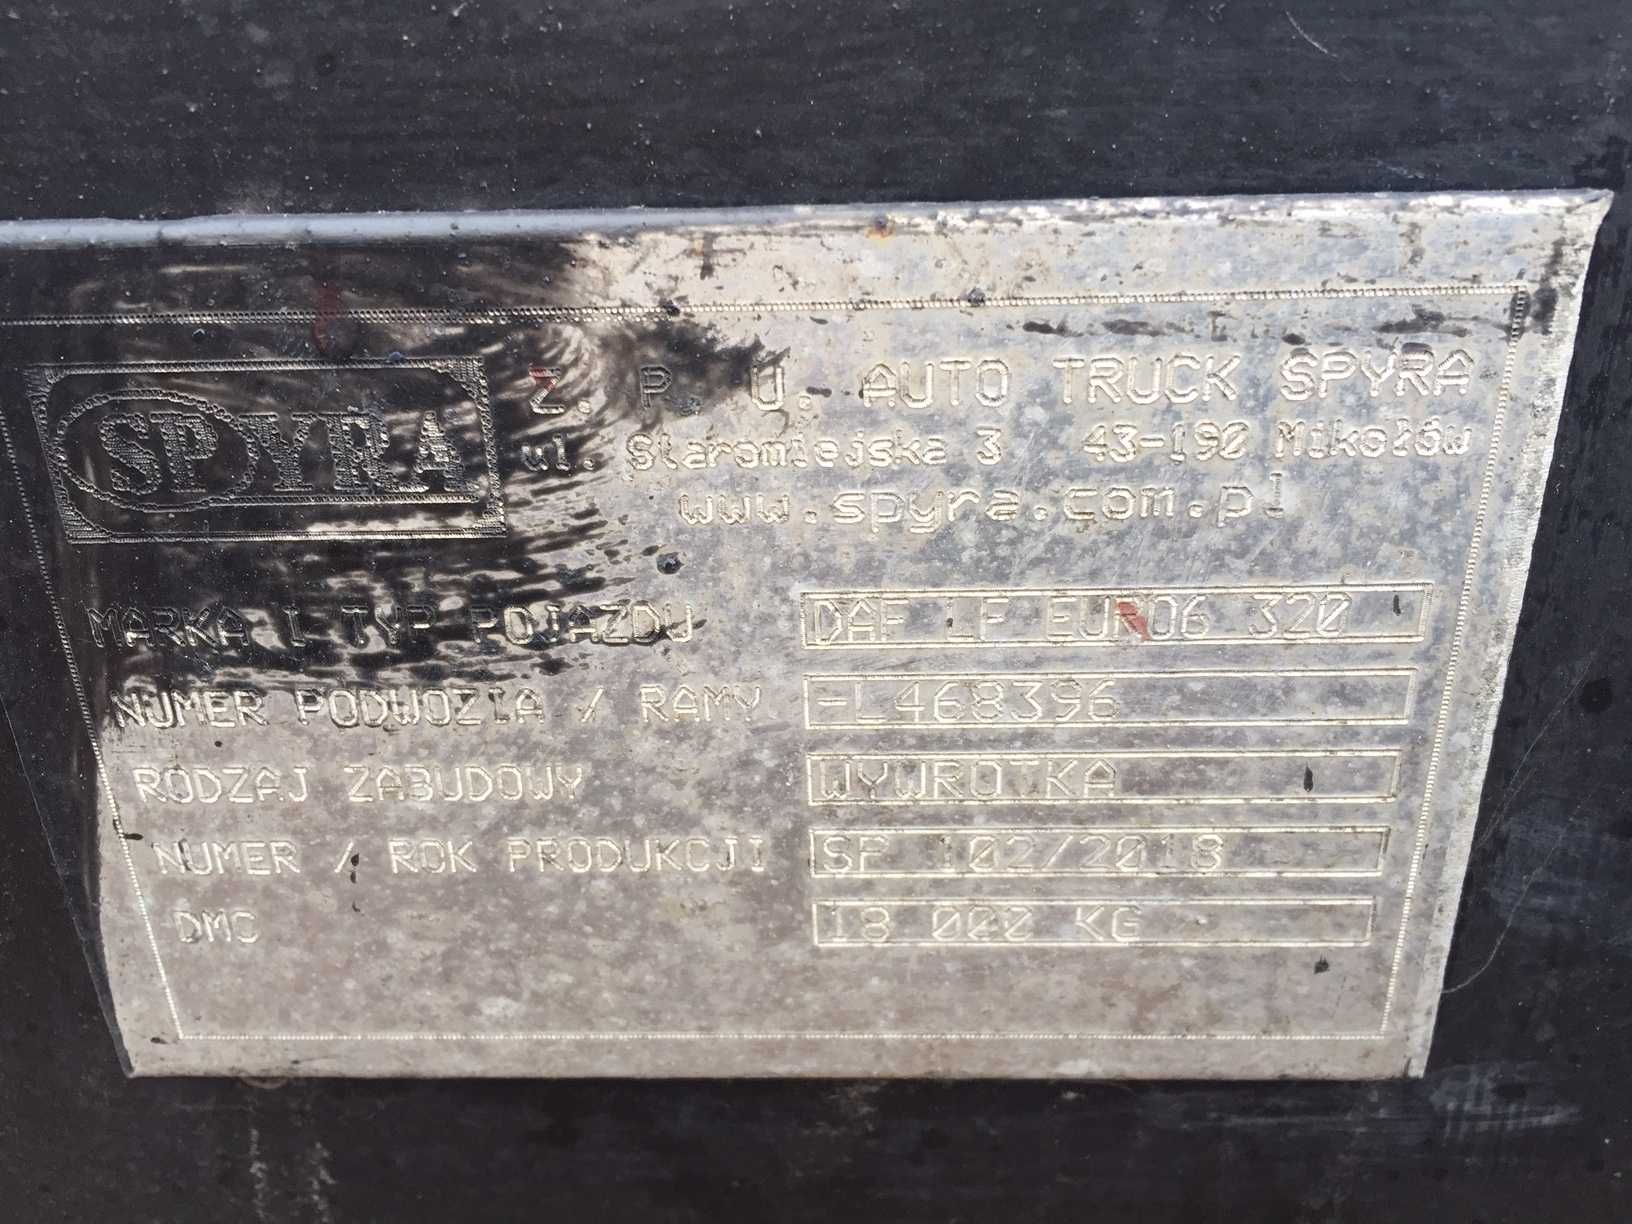 SPYRA
Z. P. U. AUTO TRUCK SPYRA
ul. Staromiejska 3 43-190 Mikołów
www.spyra.com.pl
MARKA I TYP POJAZDU DAF LF EURO6 320
NUMER PODWOZIA / RAMY -L468396
RODZAJ ZABUDOWY WYWROTKA
NUMER / ROK PRODUKCJI SP 102/2018
DMC 18 000 KG